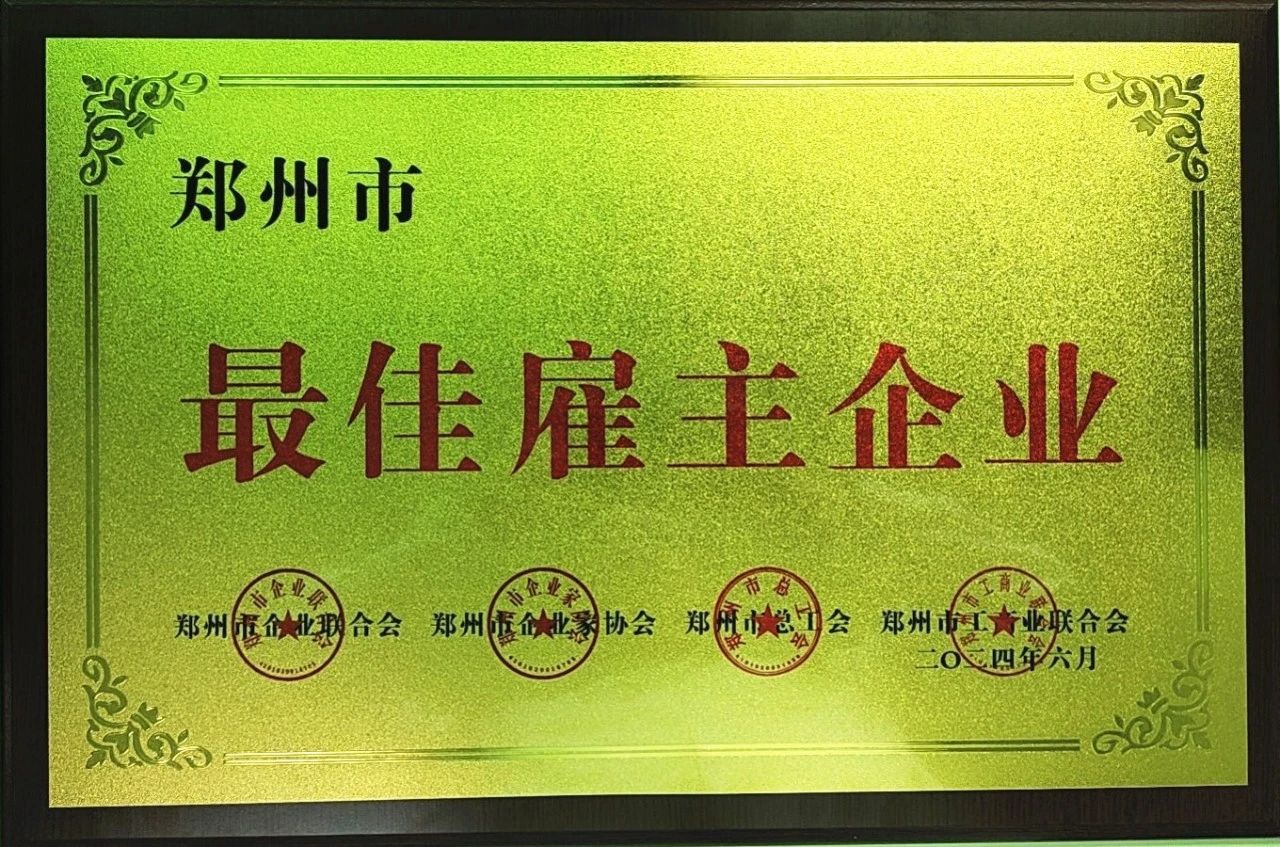 郑州市
最佳雇主企业
郑州市企业联合会 郑州市企业家协会 郑州市总工会 郑州市工商业联合会
二〇二四年六月